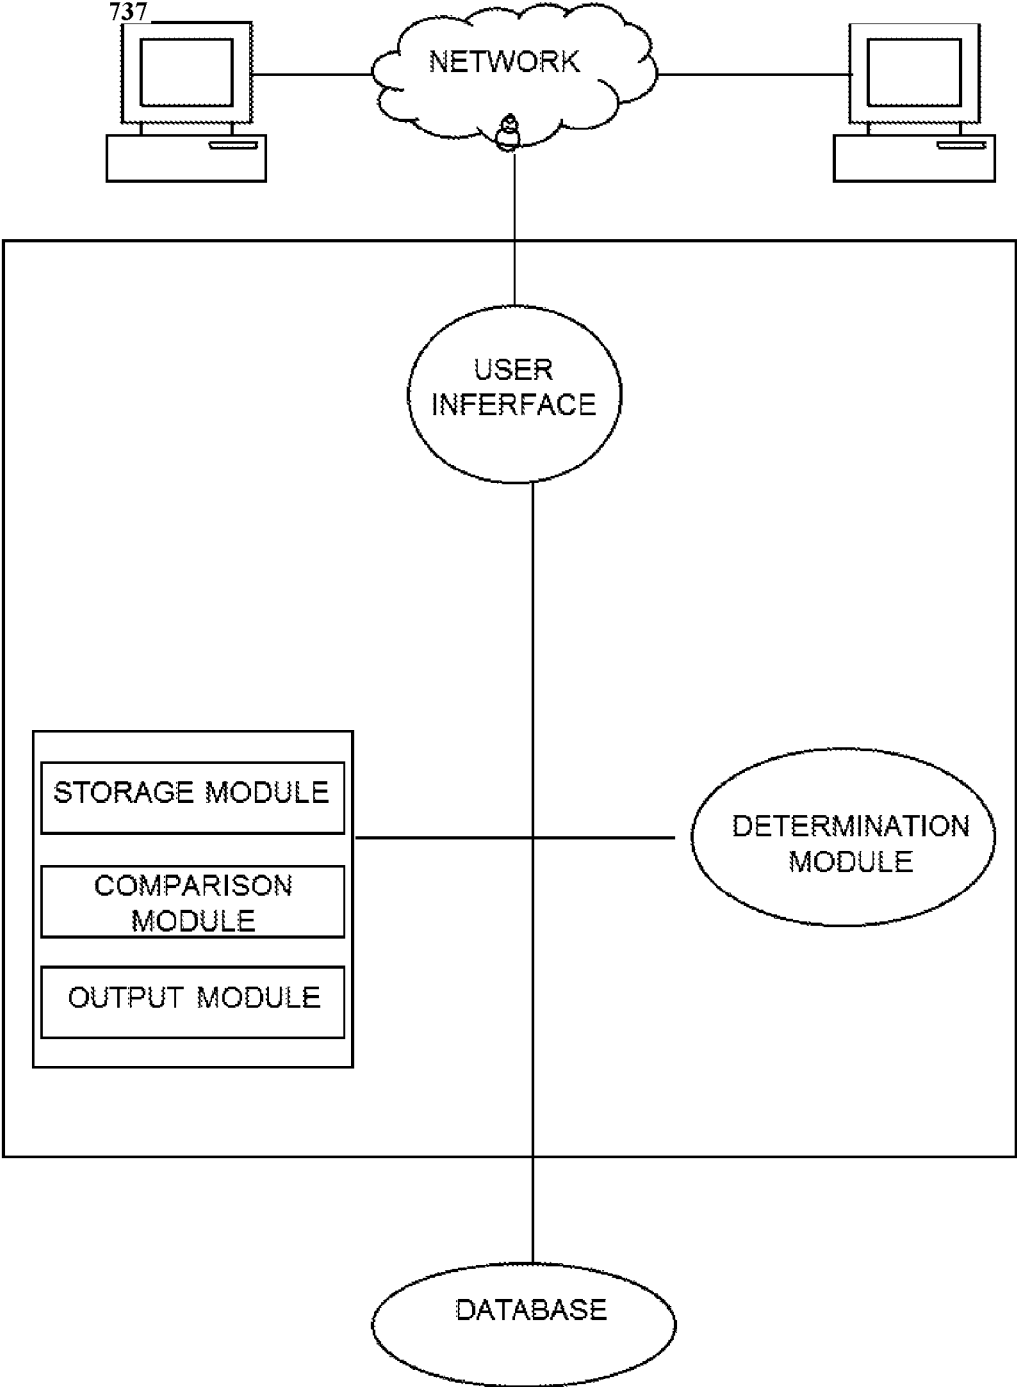 737
NETWORK
USER
INFERFACE
STORAGE MODULE
COMPARISON
MODULE
OUTPUT MODULE
DETERMINATION
MODULE
DATABASE